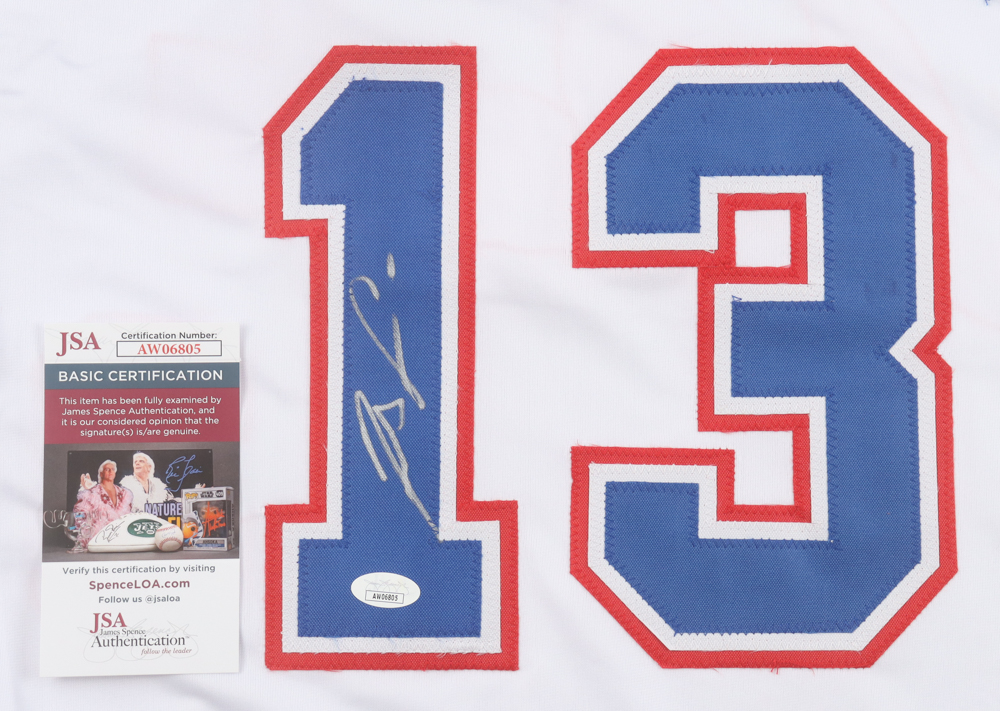 13
JSA
Certification Number:
AW06805
BASIC CERTIFICATION
This item has been fully examined by
James Spence Authentication, and
it is our considered opinion that the
signature(s) is/are genuine.
NATURE
JETS
Verify this certification by visiting
SpenceLOA.com
Follow us @jsaloa
JSA
James Spence
Authentication
follow the leader
AW06805